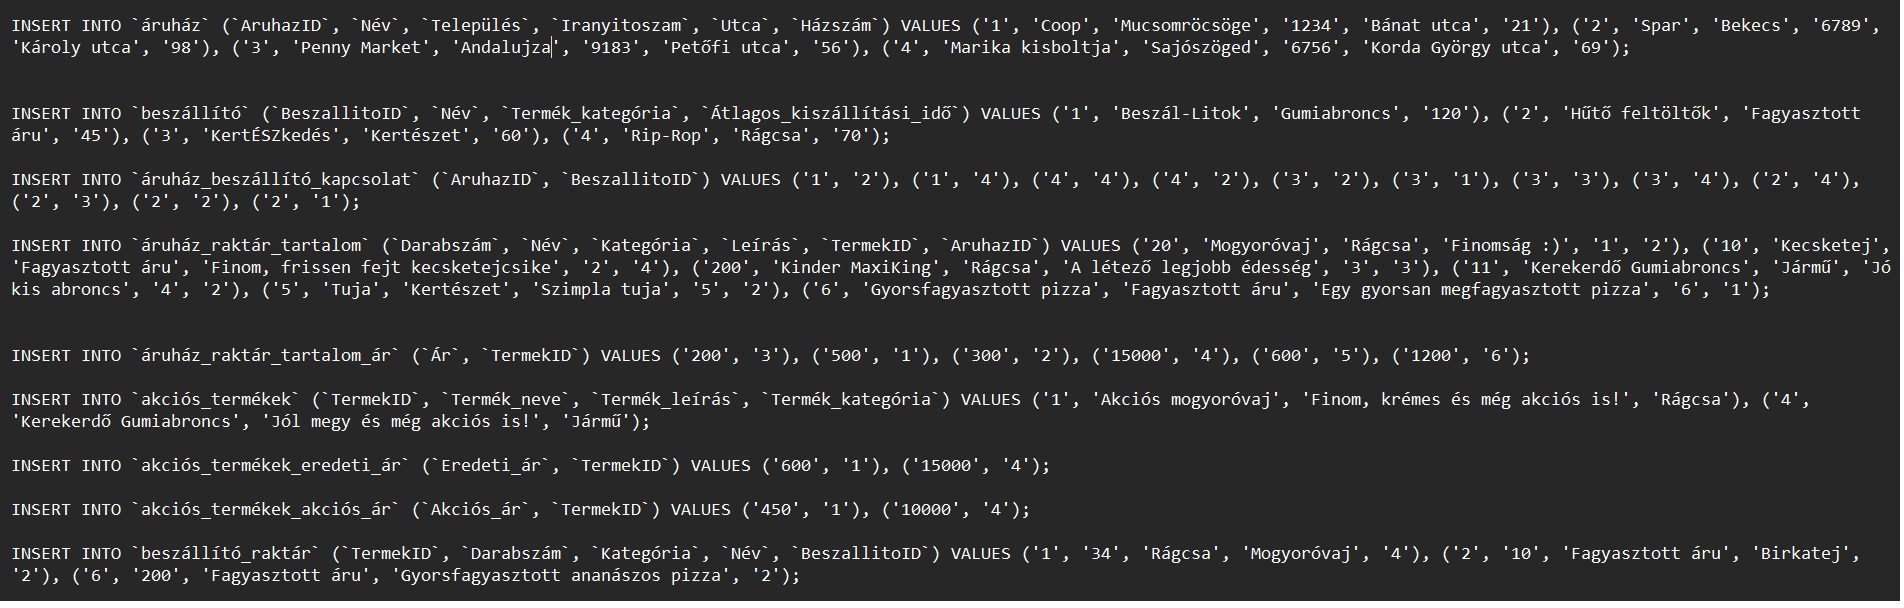 INSERT INTO `áruház` (`AruhazID`, `Név`, `Település`, `Iranyitoszam`, `Utca`, `Házszám`) VALUES ('1', 'Coop', 'Mucsomröcsöge', '1234', 'Bánat utca', '21'), ('2', 'Spar', 'Bekecs', '6789',
'Károly utca', '98'), ('3', 'Penny Market', 'Andalujza', '9183', 'Petőfi utca', '56'), ('4', 'Marika kisboltja', 'Sajószöged', '6756', 'Korda György utca', '69');
INSERT INTO `beszállító` (`BeszallitoID`, `Név`, `Termék_kategória`, `Átlagos_kiszállítási_idő`) VALUES ('1', 'Beszál-Litok', 'Gumiabroncs', '120'), ('2', 'Hűtő feltöltők', 'Fagyasztott
áru', '45'), ('3', 'KertÉSZkedés', 'Kertészet', '60'), ('4', 'Rip-Rop', 'Rágcsa', '70');
INSERT INTO `áruház_beszállító_kapcsolat` (`AruhazID`, `BeszallitoID`) VALUES ('1', '2'), ('1', '4'), ('4', '4'), ('4', '2'), ('3', '2'), ('3', '1'), ('3', '3'), ('3', '4'), ('2', '4'),
('2', '3'), ('2', '2'), ('2', '1');
INSERT INTO `áruház_raktár_tartalom` (`Darabszám`, `Név`, `Kategória`, `Leírás`, `TermekID`, `AruhazID`) VALUES ('20', 'Mogyoróvaj', 'Rágcsa', 'Finomság :)', '1', '2'), ('10', 'Kecsketej',
'Fagyasztott áru', 'Finom, frissen fejt kecsketejcsike', '2', '4'), ('200', 'Kinder MaxiKing', 'Rágcsa', 'A létező legjobb édesség', '3', '3'), ('11', 'Kerekerdő Gumiabroncs', 'Jármű', 'Jó
kis abroncs', '4', '2'), ('5', 'Tuja', 'Kertészet', 'Szimpla tuja', '5', '2'), ('6', 'Gyorsfagyasztott pizza', 'Fagyasztott áru', 'Egy gyorsan megfagyasztott pizza', '6', '1');
INSERT INTO `áruház_raktár_tartalom_ár` (`Ár`, `TermekID`) VALUES ('200', '3'), ('500', '1'), ('300', '2'), ('15000', '4'), ('600', '5'), ('1200', '6');
INSERT INTO `akciós_termékek` (`TermekID`, `Termék_neve`, `Termék_leírás`, `Termék_kategória`) VALUES ('1', 'Akciós mogyoróvaj', 'Finom, krémes és még akciós is!', 'Rágcsa'), ('4',
'Kerekerdő Gumiabroncs', 'Jól megy és még akciós is!', 'Jármű');
INSERT INTO `akciós_termékek_eredeti_ár` (`Eredeti_ár`, `TermekID`) VALUES ('600', '1'), ('15000', '4');
INSERT INTO `akciós_termékek_akciós_ár` (`Akciós_ár`, `TermekID`) VALUES ('450', '1'), ('10000', '4');
INSERT INTO `beszállító_raktár` (`TermekID`, `Darabszám`, `Kategória`, `Név`, `BeszallitoID`) VALUES ('1', '34', 'Rágcsa', 'Mogyoróvaj', '4'), ('2', '10', 'Fagyasztott áru', 'Birkatej',
'2'), ('6', '200', 'Fagyasztott áru', 'Gyorsfagyasztott ananászos pizza', '2');